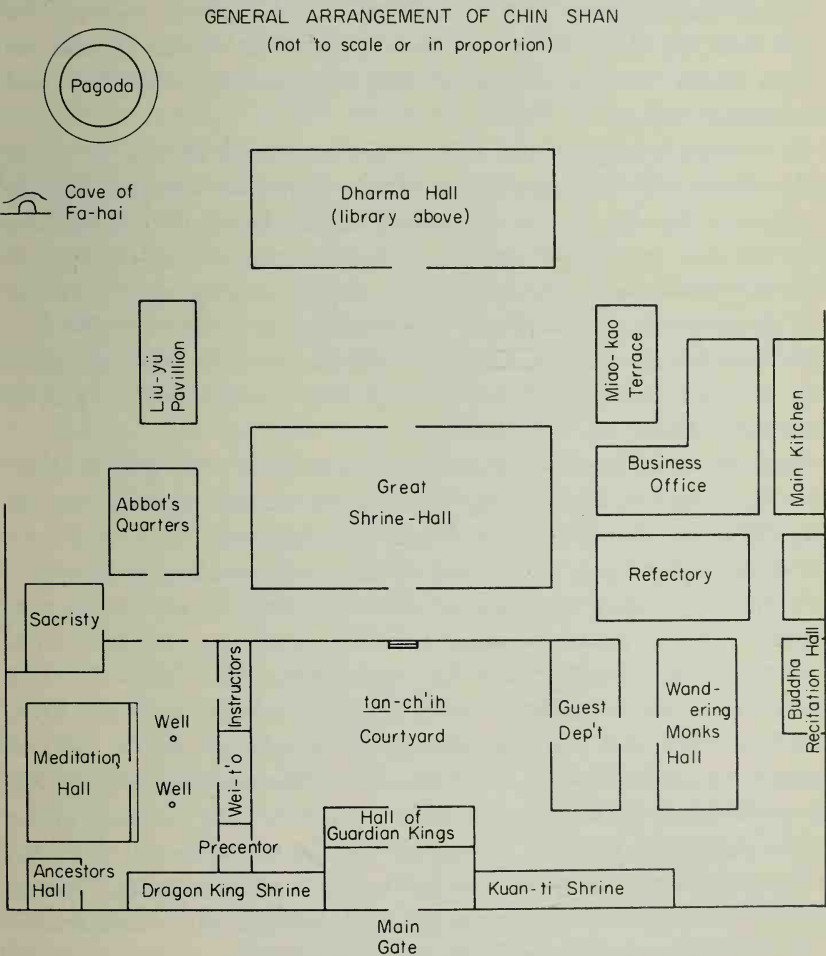 GENERAL ARRANGEMENT OF CHIN SHAN
(not to scale or in proportion)
Pagoda
Cave of
Fa-hai
Dharma Hall
(library above)
Liu-yü
Pavillion
Miao-kao
Terrace
Main Kitchen
Business
Office
Abbot's
Quarters
Great
Shrine-Hall
Refectory
Sacristy
Instructors
tan-ch'ih
Courtyard
Guest
Dep't
Wand-
ering
Monks
Hall
Buddha
Recitation Hall
Well
Meditation
Hall
Well
Wei-t'o
Hall of
Guardian Kings
Precentor
Ancestors
Hall
Dragon King Shrine
Kuan-ti Shrine
Main
Gate